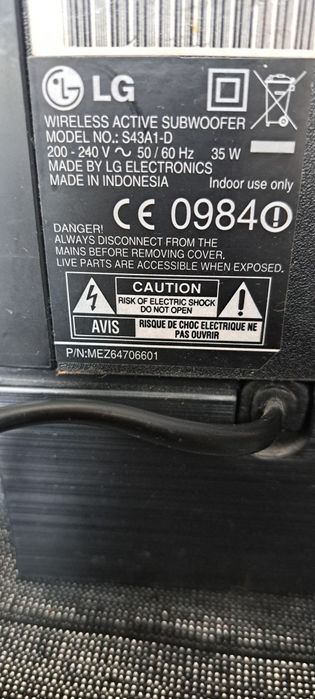 LG
WIRELESS ACTIVE SUBWOOFER
MODEL NO.: S43A1-D
200 - 240 V ~ 50 / 60 Hz 35 W
MADE BY LG ELECTRONICS
MADE IN INDONESIA Indoor use only
CE 0984
DANGER!
ALWAYS DISCONNECT FROM THE
MAINS BEFORE REMOVING COVER.
LIVE PARTS ARE ACCESSIBLE WHEN EXPOSED.
CAUTION
RISK OF ELECTRIC SHOCK
DO NOT OPEN
AVIS
RISQUE DE CHOC ELECTRIQUE NE
PAS OUVRIR
P/N:MEZ64706601